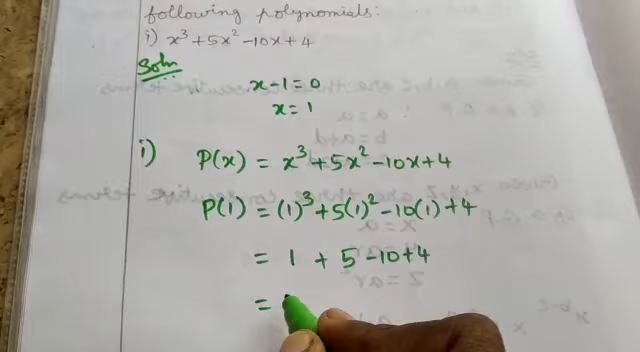 following polynomials:
i) x³ + 5x² - 10x + 4
Soln
x - 1 = 0
x = 1
i) P(x) = x³ + 5x² - 10x + 4
P(1) = (1)³ + 5(1)² - 10(1) + 4
= 1 + 5 - 10 + 4
=